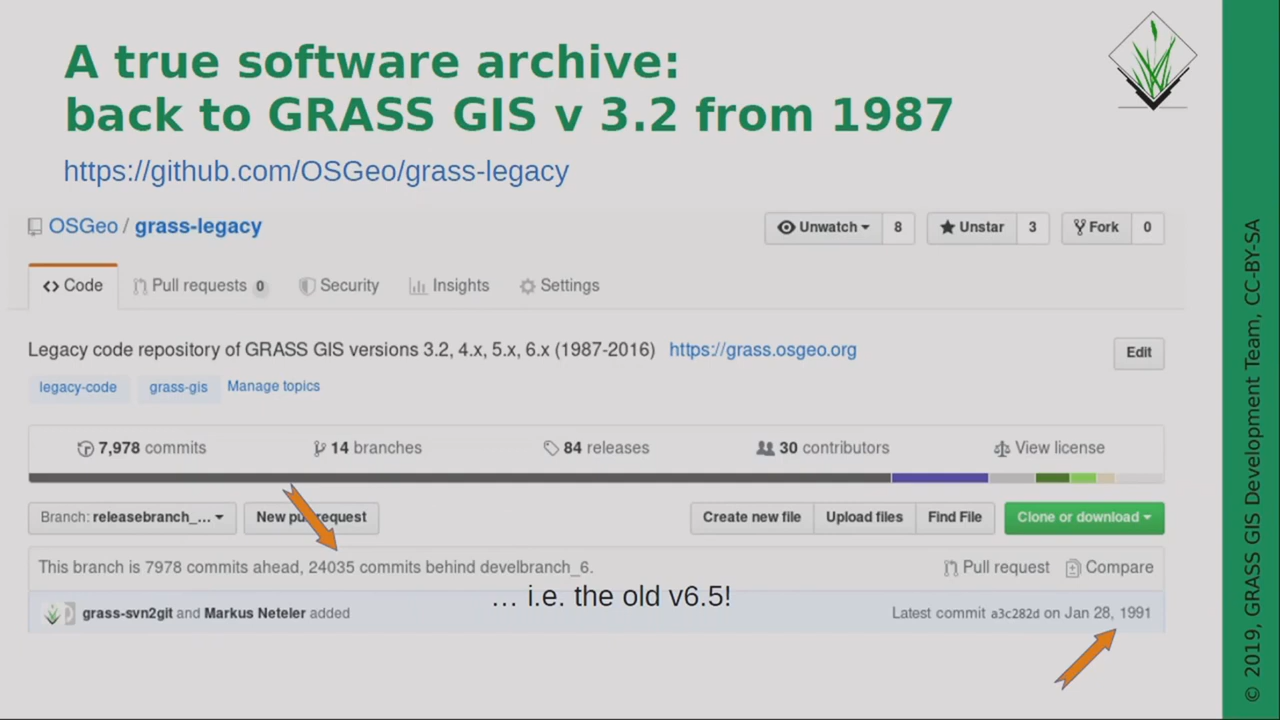 A true software archive:
back to GRASS GIS v 3.2 from 1987
https://github.com/OSGeo/grass-legacy
OSGeo / grass-legacy
Unwatch 8 Unstar 3 Fork 0
Code Pull requests 0 Security Insights Settings
Legacy code repository of GRASS GIS versions 3.2, 4.x, 5.x, 6.x (1987-2016) https://grass.osgeo.org
Edit
legacy-code grass-gis Manage topics
7,978 commits 14 branches 84 releases 30 contributors View license
Branch: releasebranch_... New pull request Create new file Upload files Find File Clone or download
This branch is 7978 commits ahead, 24035 commits behind develbranch_6. Pull request Compare
... i.e. the old v6.5!
grass-svn2git and Markus Neteler added Latest commit a3c282d on Jan 28, 1991
© 2019, GRASS GIS Development Team, CC-BY-SA